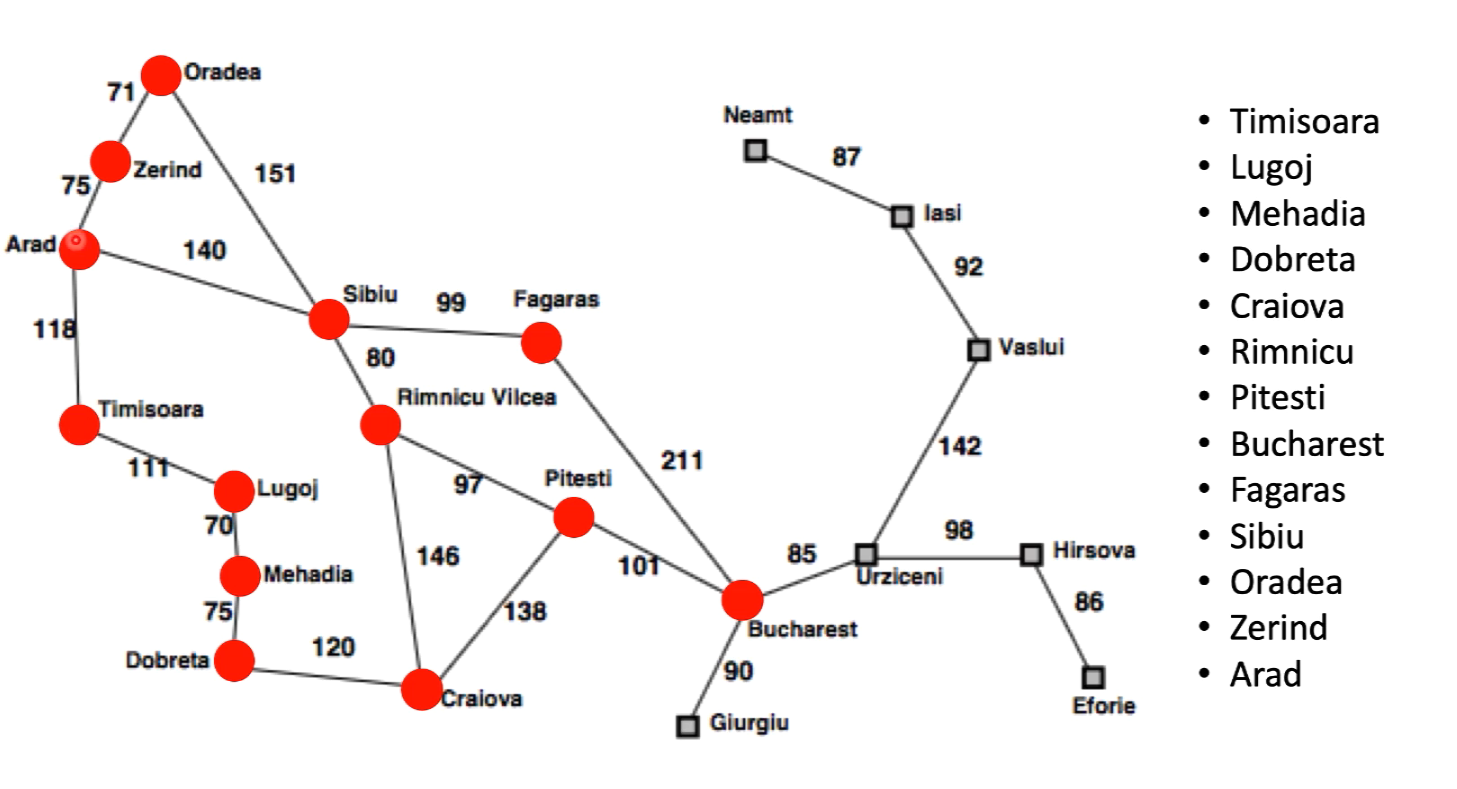 Oradea
71
Neamt
87
Zerind
151
75
Iasi
Arad
140
92
Sibiu
99
Fagaras
118
80
Vaslui
Rimnicu Vilcea
Timisoara
142
111
211
Lugoj
97
Pitesti
70
146
101
85
98
Hirsova
Urziceni
Mehadia
75
138
86
Bucharest
120
Dobreta
90
Craiova
Giurgiu
Eforie
• Timisoara
• Lugoj
• Mehadia
• Dobreta
• Craiova
• Rimnicu
• Pitesti
• Bucharest
• Fagaras
• Sibiu
• Oradea
• Zerind
• Arad